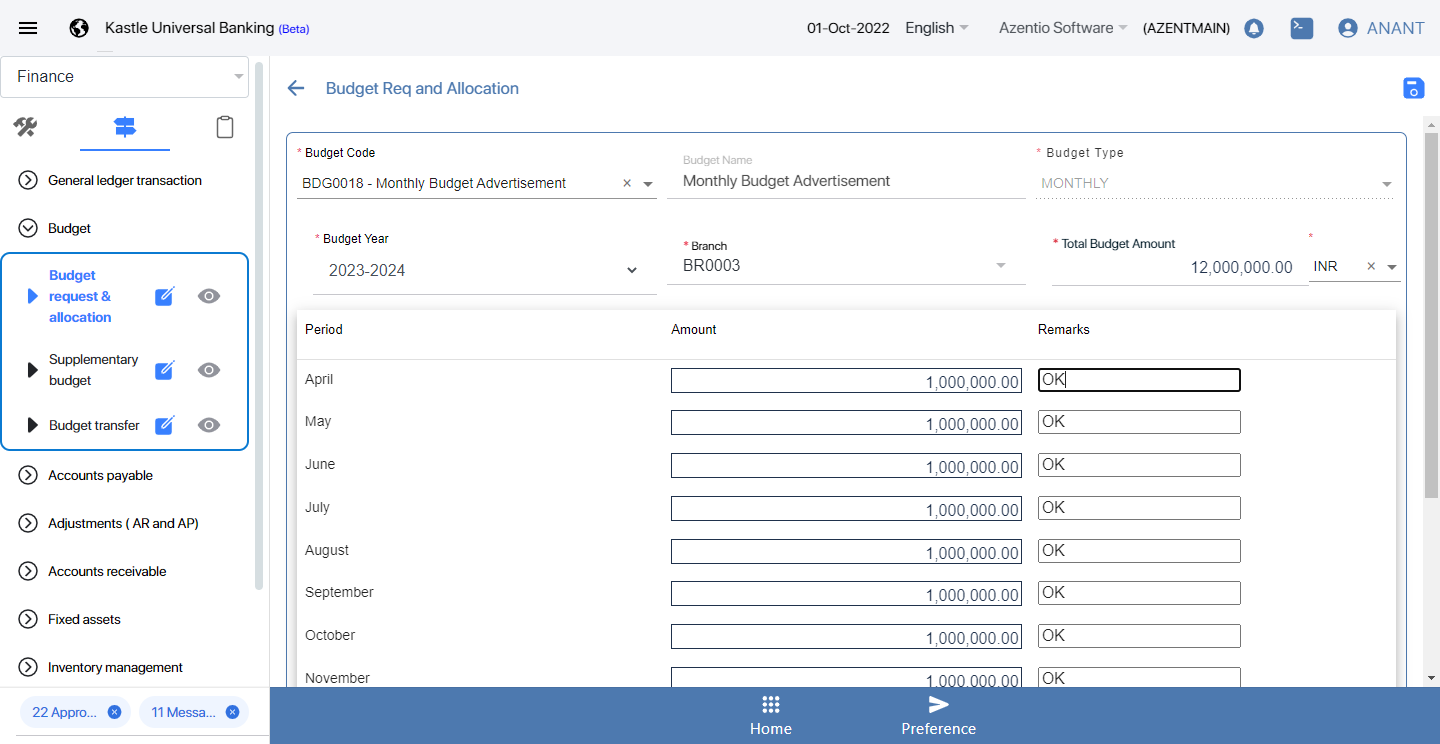 Kastle Universal Banking (Beta)
01-Oct-2022 English Azentio Software (AZENTMAIN) ANANT
Finance
General ledger transaction
Budget
Budget
request &
allocation
Supplementary
budget
Budget transfer
Accounts payable
Adjustments ( AR and AP)
Accounts receivable
Fixed assets
Inventory management
22 Appro...
11 Messa...
Budget Req and Allocation
* Budget Code
BDG0018 - Monthly Budget Advertisement
Budget Name
Monthly Budget Advertisement
* Budget Type
MONTHLY
* Budget Year
2023-2024
* Branch
BR0003
* Total Budget Amount
12,000,000.00
*
INR
Period Amount Remarks
April 1,000,000.00 OK
May 1,000,000.00 OK
June 1,000,000.00 OK
July 1,000,000.00 OK
August 1,000,000.00 OK
September 1,000,000.00 OK
October 1,000,000.00 OK
November 1,000,000.00 OK
Home
Preference